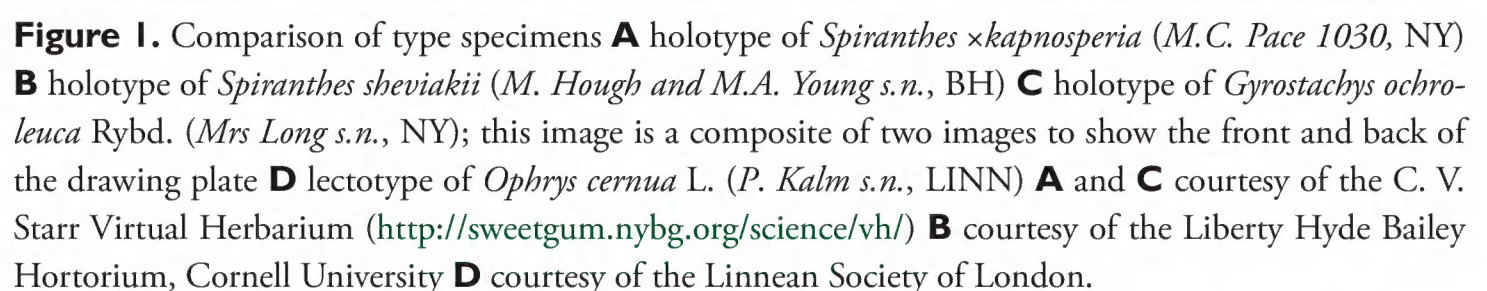 Figure 1. Comparison of type specimens A holotype of Spiranthes ×kapnosperia (M.C. Pace 1030, NY)
B holotype of Spiranthes sheviakii (M. Hough and M.A. Young s.n., BH) C holotype of Gyrostachys ochro-
leuca Rybd. (Mrs Long s.n., NY); this image is a composite of two images to show the front and back of
the drawing plate D lectotype of Ophrys cernua L. (P. Kalm s.n., LINN) A and C courtesy of the C. V.
Starr Virtual Herbarium (http://sweetgum.nybg.org/science/vh/) B courtesy of the Liberty Hyde Bailey
Hortorium, Cornell University D courtesy of the Linnean Society of London.